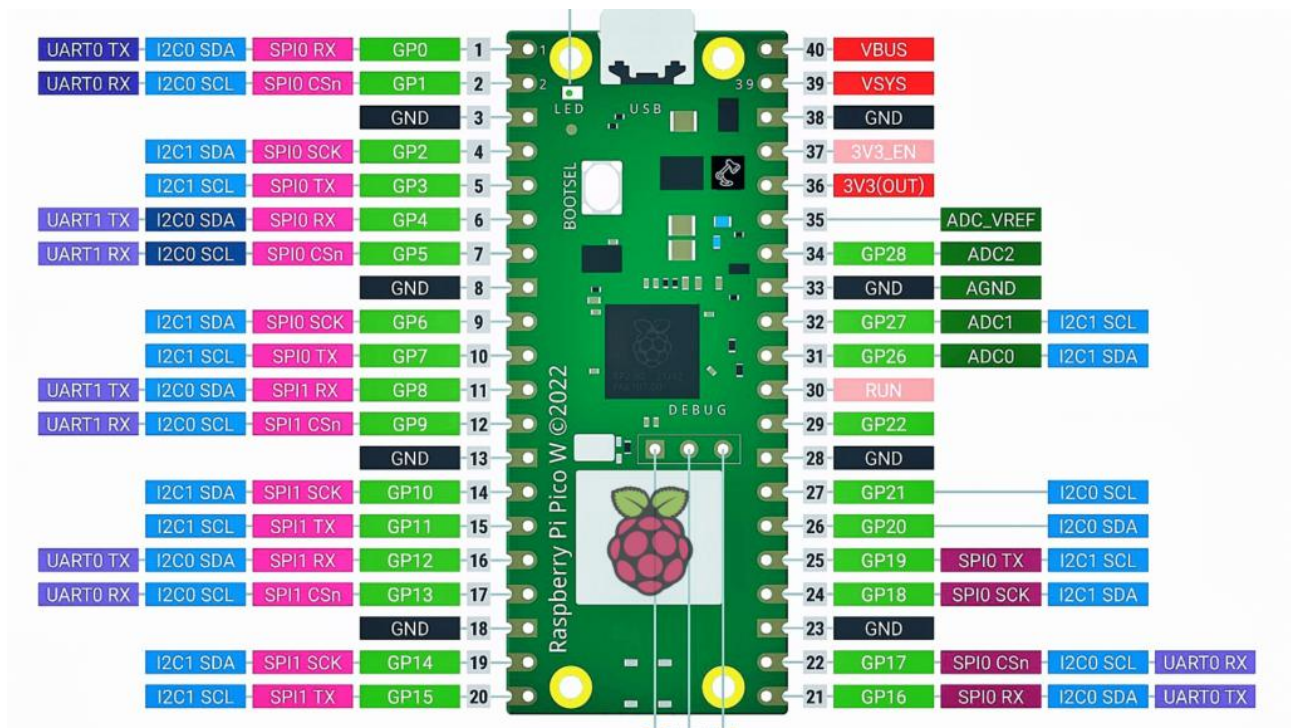 UART0 TX I2C0 SDA SPI0 RX GP0 1 1 40 VBUS
UART0 RX I2C0 SCL SPI0 CSn GP1 2 2 39 39 VSYS
LED USB
GND 3 38 GND
I2C1 SDA SPI0 SCK GP2 4 37 3V3_EN
I2C1 SCL SPI0 TX GP3 5 36 3V3(OUT)
BOOTSEL
UART1 TX I2C0 SDA SPI0 RX GP4 6 35 ADC_VREF
UART1 RX I2C0 SCL SPI0 CSn GP5 7 34 GP28 ADC2
GND 8 33 GND AGND
I2C1 SDA SPI0 SCK GP6 9 32 GP27 ADC1 I2C1 SCL
I2C1 SCL SPI0 TX GP7 10 31 GP26 ADC0 I2C1 SDA
UART1 TX I2C0 SDA SPI1 RX GP8 11 30 RUN
DEBUG
UART1 RX I2C0 SCL SPI1 CSn GP9 12 29 GP22
GND 13 28 GND
I2C1 SDA SPI1 SCK GP10 14 27 GP21 I2C0 SCL
I2C1 SCL SPI1 TX GP11 15 26 GP20 I2C0 SDA
Raspberry Pi Pico W ©2022
UART0 TX I2C0 SDA SPI1 RX GP12 16 25 GP19 SPI0 TX I2C1 SCL
UART0 RX I2C0 SCL SPI1 CSn GP13 17 24 GP18 SPI0 SCK I2C1 SDA
GND 18 23 GND
I2C1 SDA SPI1 SCK GP14 19 22 GP17 SPI0 CSn I2C0 SCL UART0 RX
I2C1 SCL SPI1 TX GP15 20 21 GP16 SPI0 RX I2C0 SDA UART0 TX